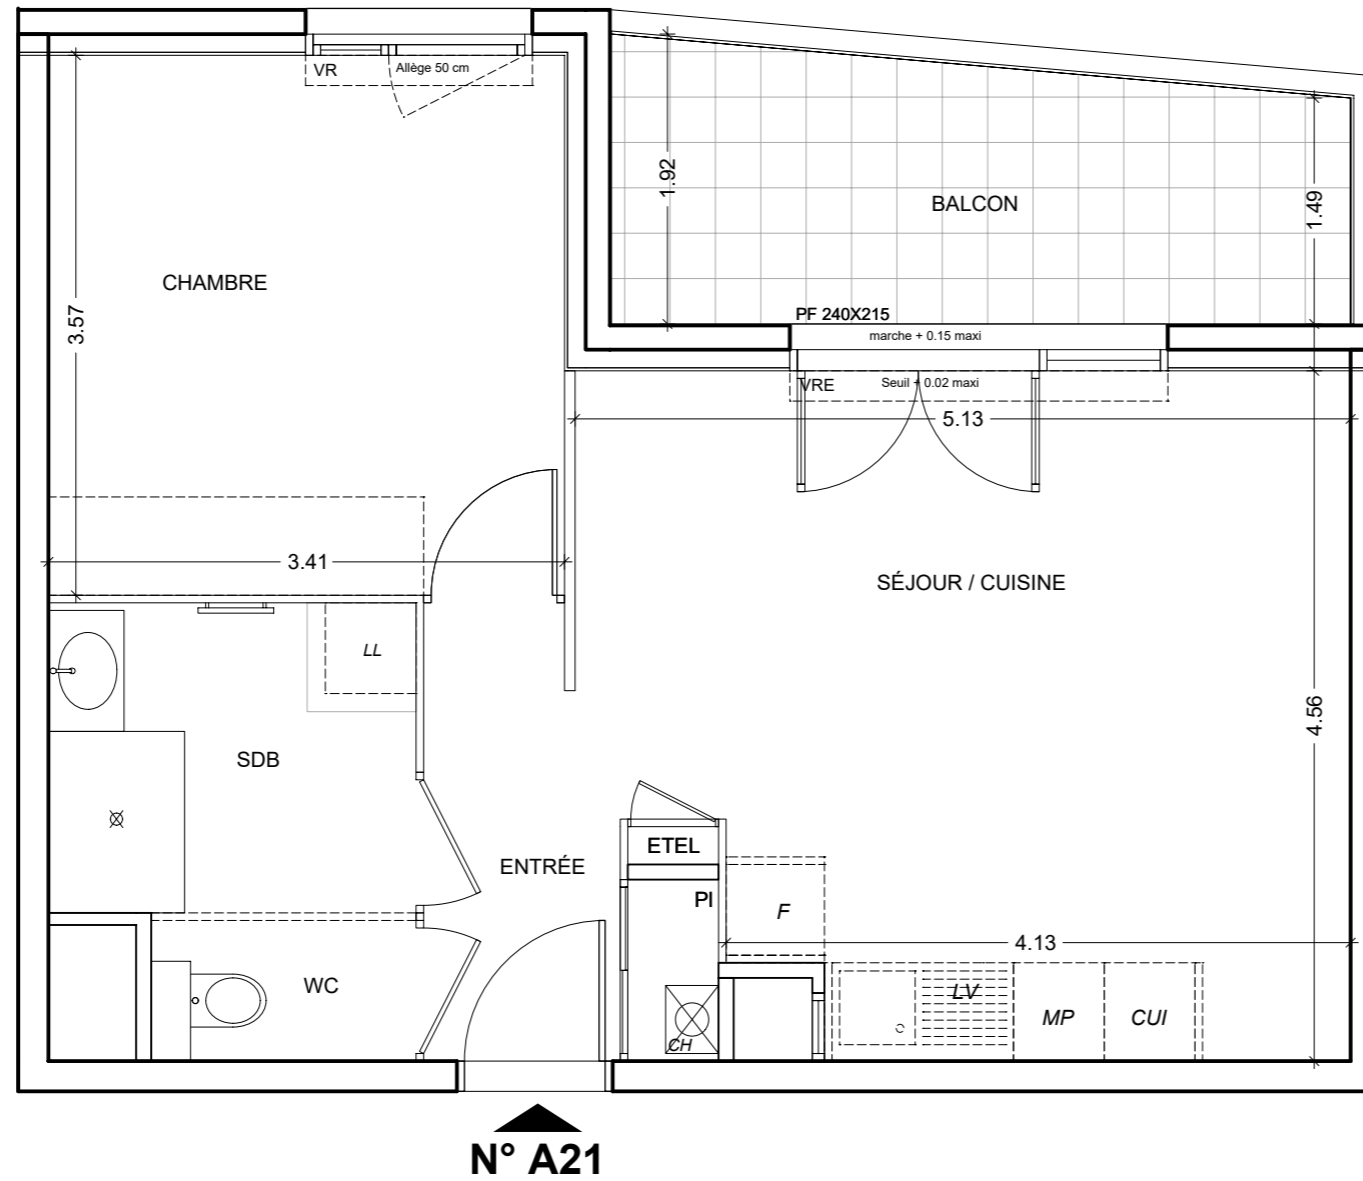 VR
Allège 50 cm
1.92
1.49
BALCON
CHAMBRE
3.57
PF 240X215
marche + 0.15 maxi
VRE
Seuil + 0.02 maxi
5.13
3.41
SÉJOUR / CUISINE
LL
4.56
SDB
ETEL
ENTRÉE
PI
F
4.13
WC
LV
MP
CUI
CH
N° A21